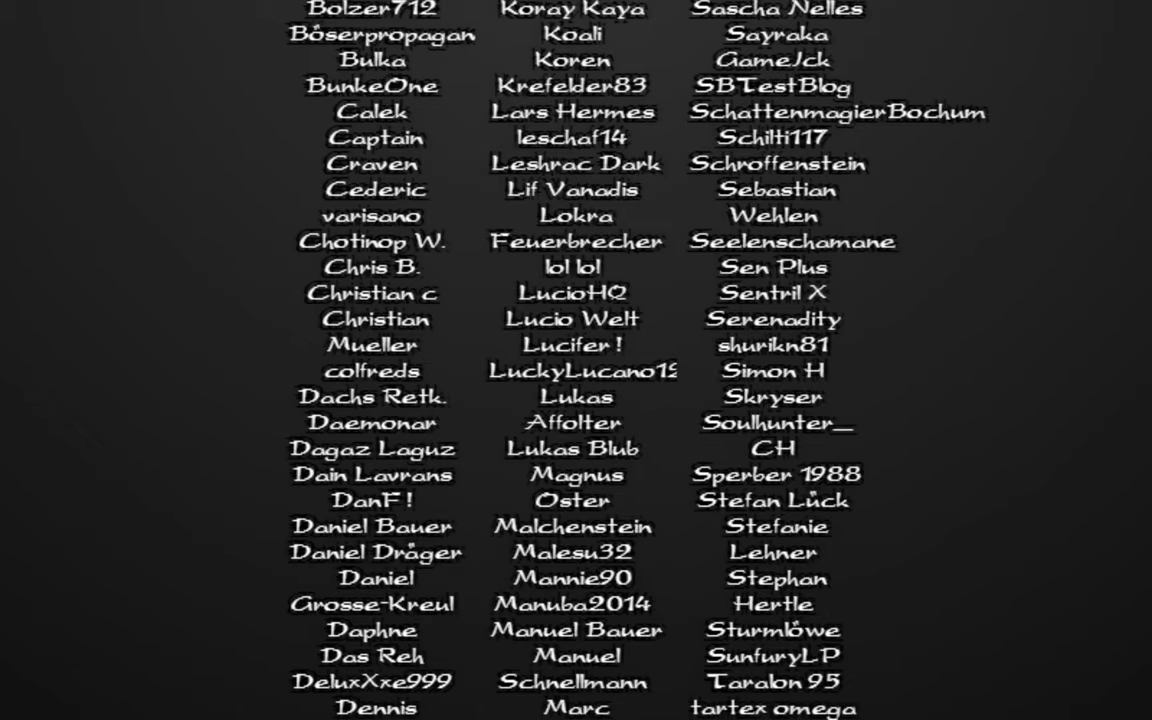 Bolzer712
Böserpropagan
Bulka
BunkeOne
Calek
Captain
Craven
Cederic
varisano
Chotinop W.
Chris B.
Christian c
Christian
Mueller
colfreds
Dachs Retk.
Daemonar
Dagaz Laguz
Dain Lavrans
DanF !
Daniel Bauer
Daniel Dräger
Daniel
Grosse-Kreul
Daphne
Das Reh
DeluxXxe999
Dennis
Koray Kaya
Koali
Koren
Krefelder83
Lars Hermes
leschaf14
Leshrac Dark
Lif Vanadis
Lokra
Feuerbrecher
lol lol
LucioHQ
Lucio Welt
Lucifer !
LuckyLucano12
Lukas
Affolter
Lukas Blub
Magnus
Oster
Malchenstein
Malesu32
Mannie90
Manuba2014
Manuel Bauer
Manuel
Schnellmann
Marc
Sascha Nelles
Sayraka
GameJck
SBTestBlog
SchattenmagierBochum
Schilti117
Schroffenstein
Sebastian
Wehlen
Seelenschamane
Sen Plus
Sentril X
Serenadity
shurikn81
Simon H
Skryser
Soulhunter_
CH
Sperber 1988
Stefan Lück
Stefanie
Lehner
Stephan
Hertle
Sturmlöwe
SunfuryLP
Taralon 95
tartex omega